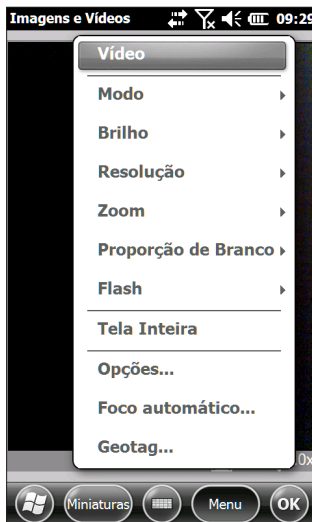 Imagens e Vídeos 09:29
Vídeo
Modo
Brilho
Resolução
Zoom
Proporção de Branco
Flash
Tela Inteira
Opções...
Foco automático...
Geotag...
0x
Miniaturas Menu OK